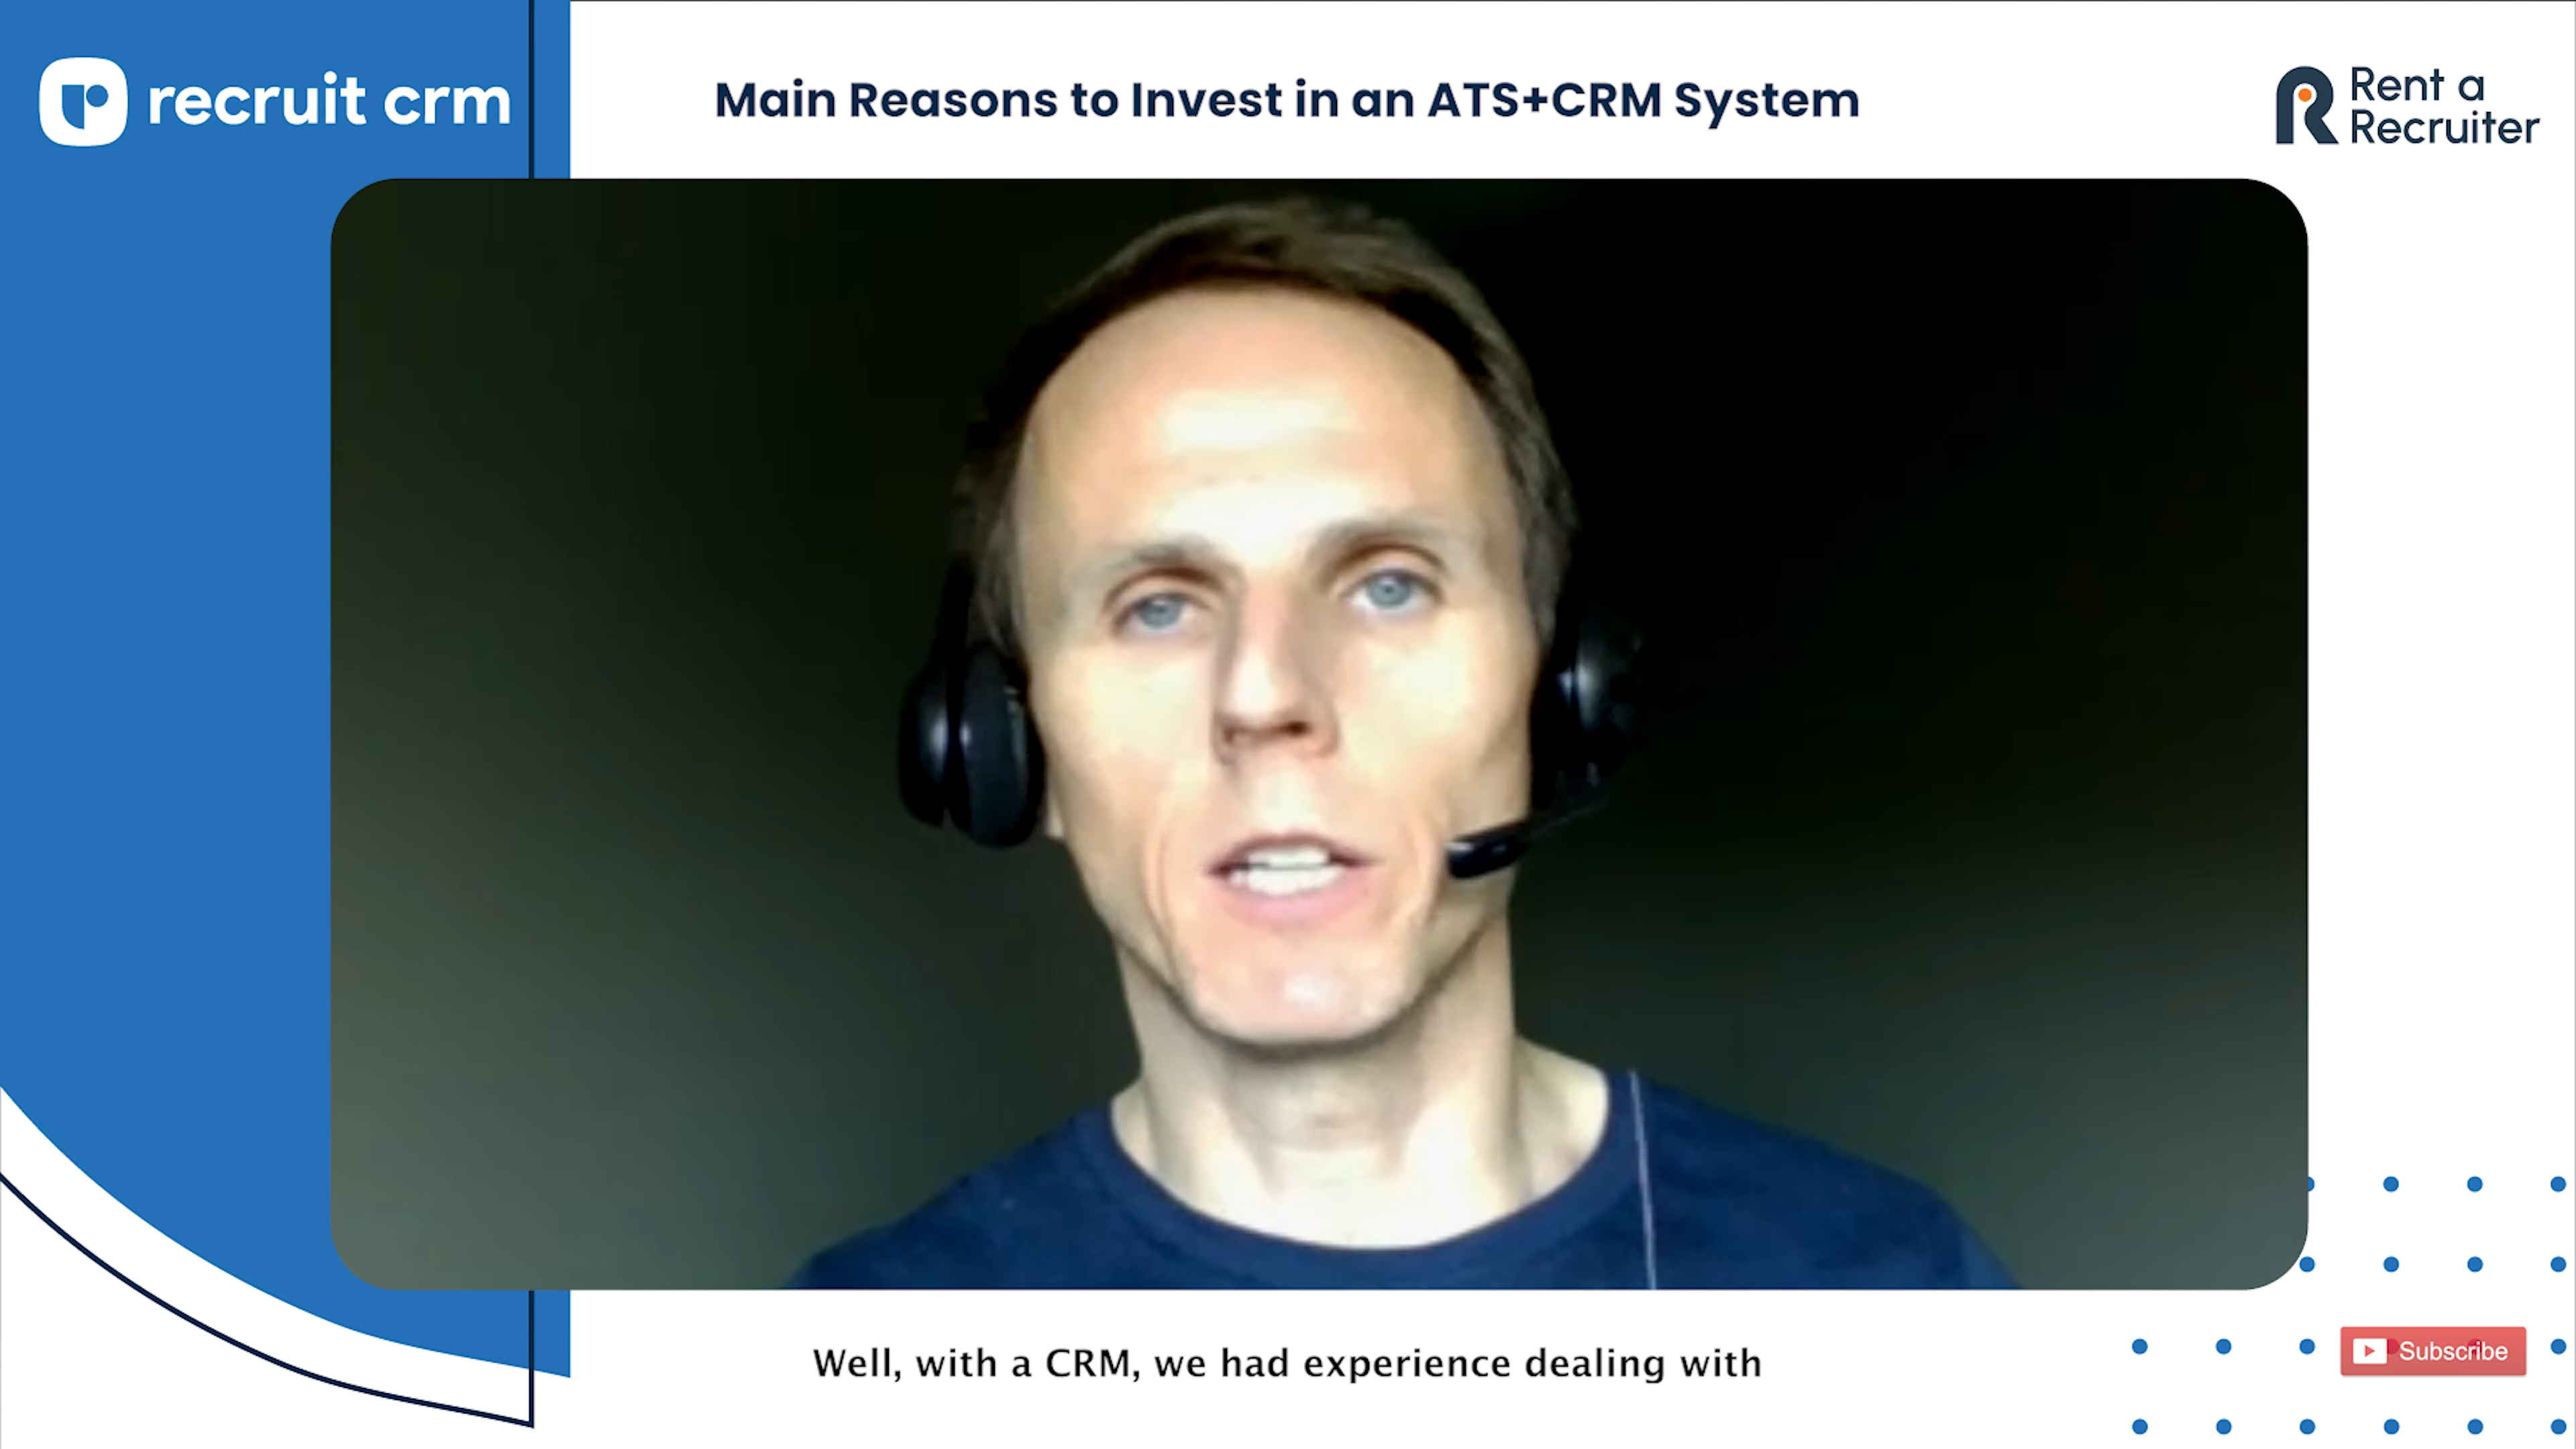 recruit crm
Main Reasons to Invest in an ATS+CRM System
Rent a
Recruiter
Well, with a CRM, we had experience dealing with
Subscribe